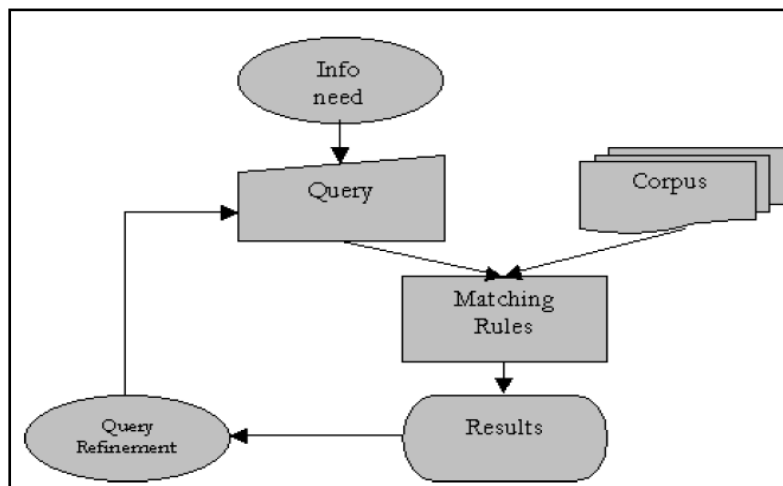 Info
need
Query
Corpus
Matching
Rules
Results
Query
Refinement